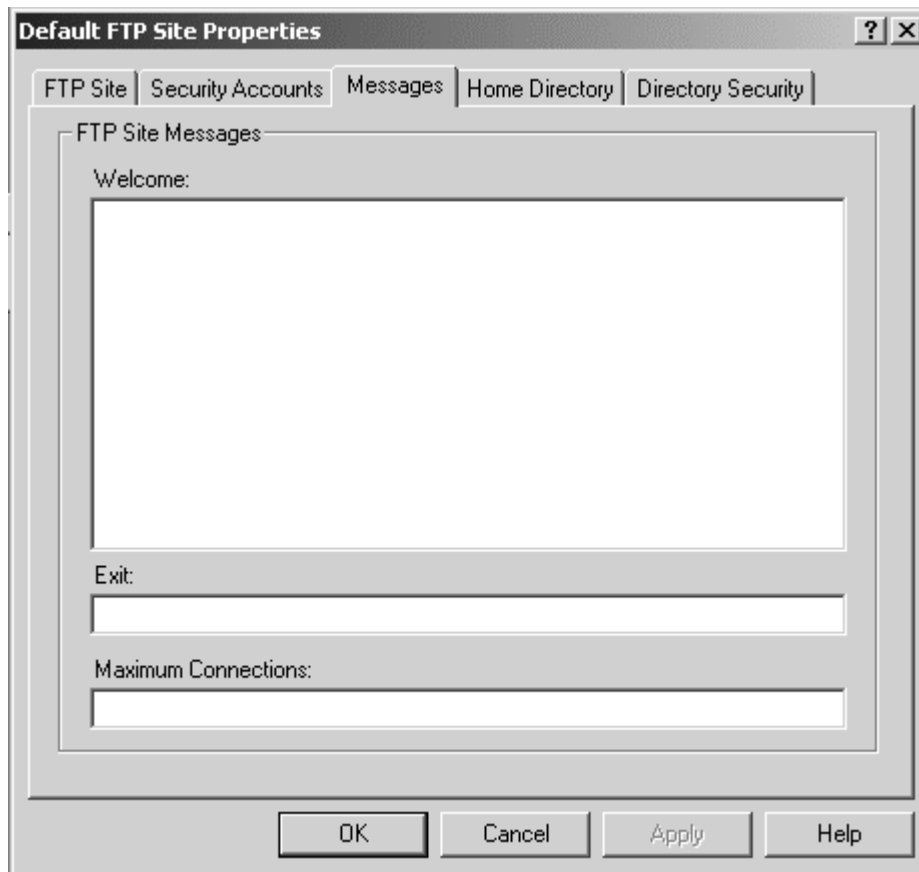 Default FTP Site Properties
? X
FTP Site Security Accounts Messages Home Directory Directory Security
FTP Site Messages
Welcome:
Exit:
Maximum Connections:
OK Cancel Apply Help